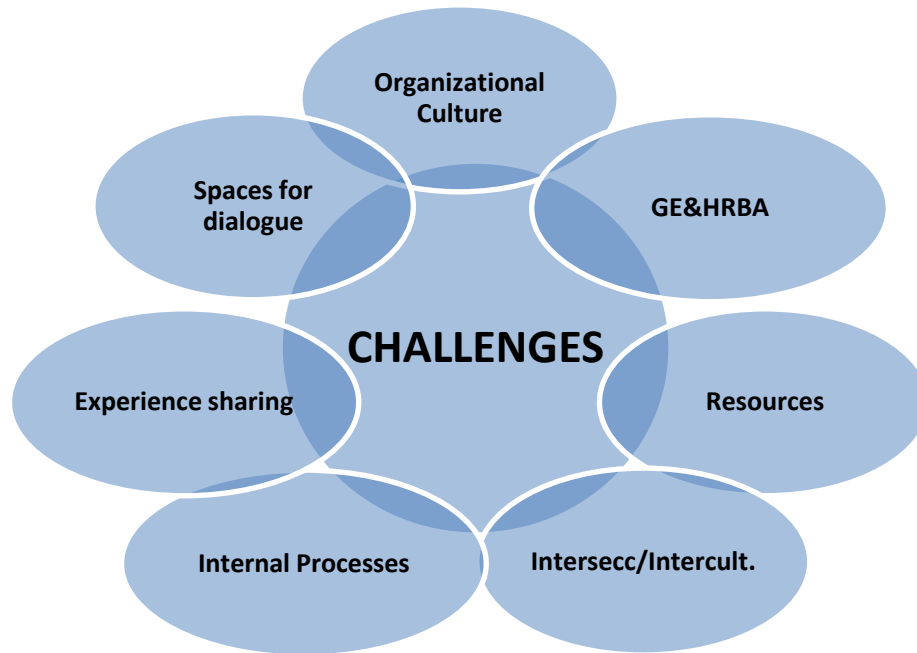 Organizational
Culture
Spaces for
dialogue
GE&HRBA
CHALLENGES
Experience sharing
Resources
Internal Processes
Intersecc/Intercult.